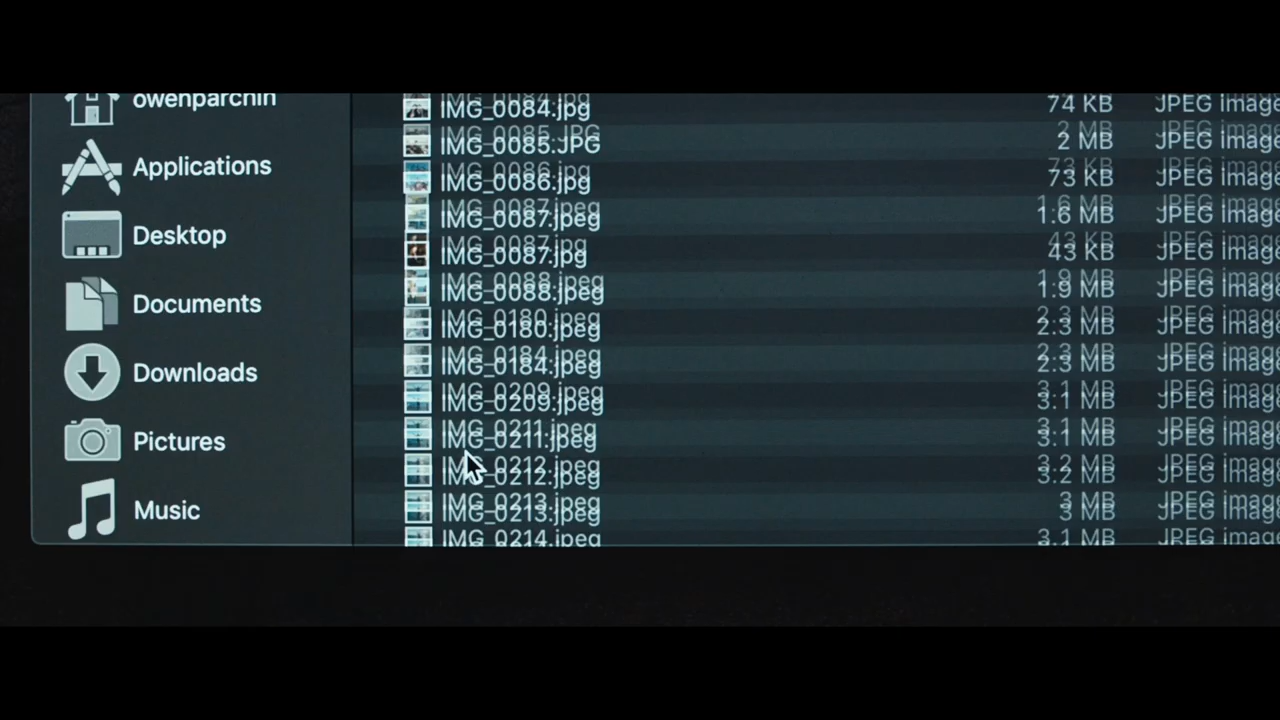 owenparchin
Applications
Desktop
Documents
Downloads
Pictures
Music
IMG_0084.jpg 74 KB JPEG image
IMG_0085.JPG 2 MB JPEG image
IMG_0086.jpg 73 KB JPEG image
IMG_0087.jpeg 1.6 MB JPEG image
IMG_0087.jpg 43 KB JPEG image
IMG_0088.jpeg 1.9 MB JPEG image
IMG_0180.jpeg 2.3 MB JPEG image
IMG_0184.jpeg 2.3 MB JPEG image
IMG_0209.jpeg 3.1 MB JPEG image
IMG_0211.jpeg 3.1 MB JPEG image
IMG_0212.jpeg 3.2 MB JPEG image
IMG_0213.jpeg 3 MB JPEG image
IMG_0214.jpeg 3.1 MB JPEG image